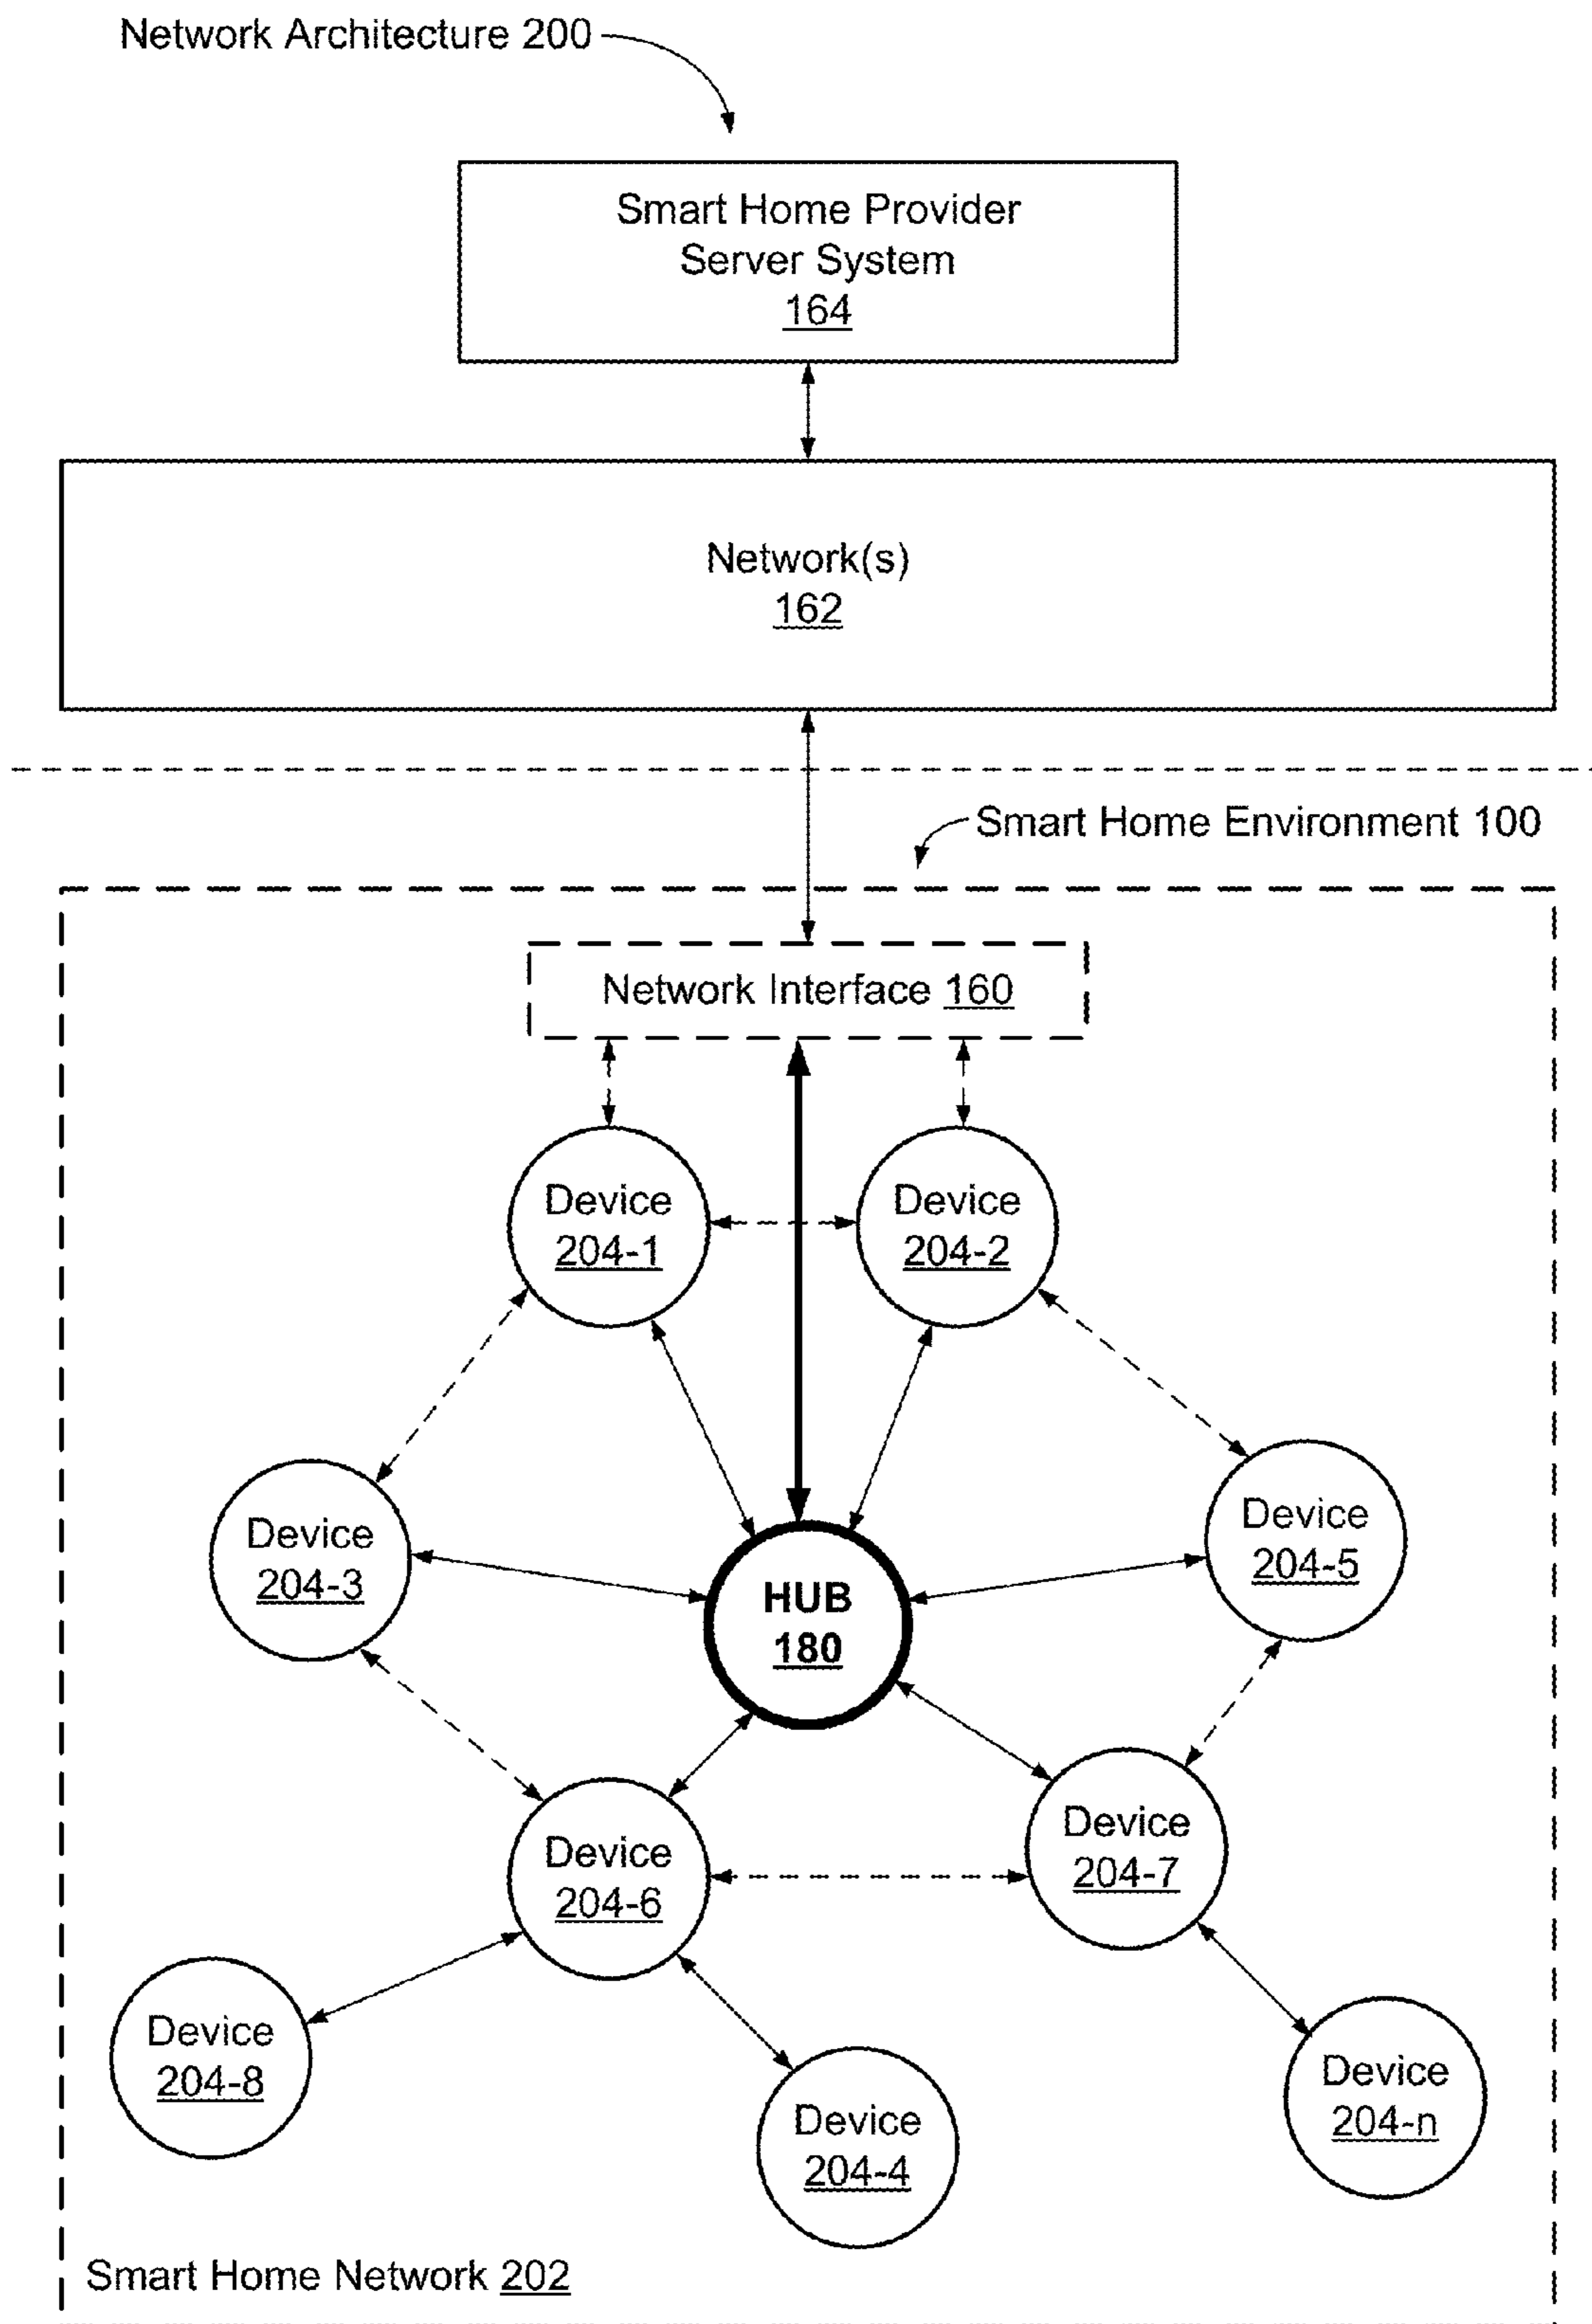 Network Architecture 200
Smart Home Provider
Server System
164
Network(s)
162
Smart Home Environment 100
Network Interface 160
Device
204-1
Device
204-2
Device
204-3
HUB
180
Device
204-5
Device
204-6
Device
204-7
Device
204-8
Device
204-4
Device
204-n
Smart Home Network 202